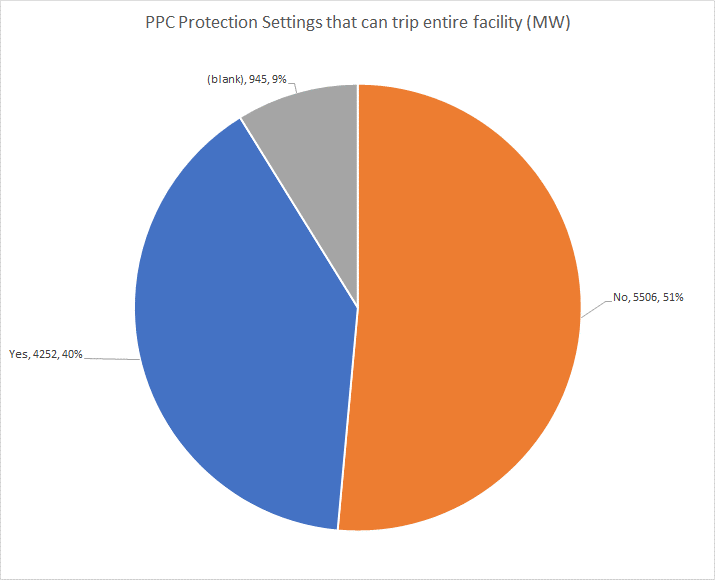 PPC Protection Settings that can trip entire facility (MW)
(blank), 945, 9%
No, 5506, 51%
Yes, 4252, 40%